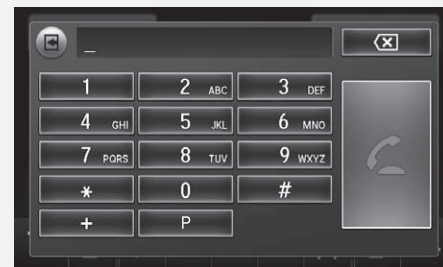 _
1 2 ABC 3 DEF
4 GHI 5 JKL 6 MNO
7 PQRS 8 TUV 9 WXYZ
* 0 #
+ P